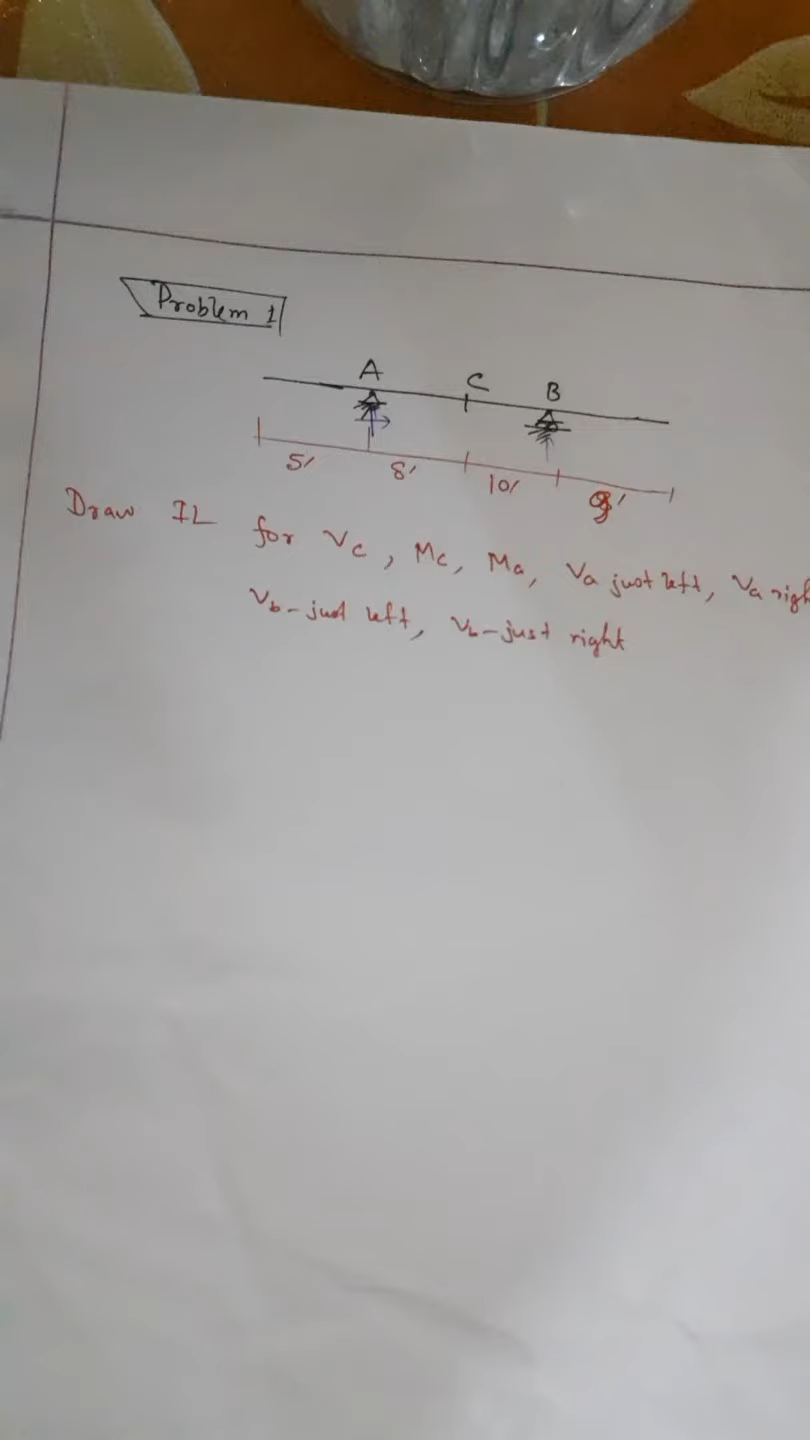 Problem 1
A C B
5' 8' 10'
Draw IL for Vc, Mc, Ma, Va just left, Va righ
Vb-just left, Vb-just right